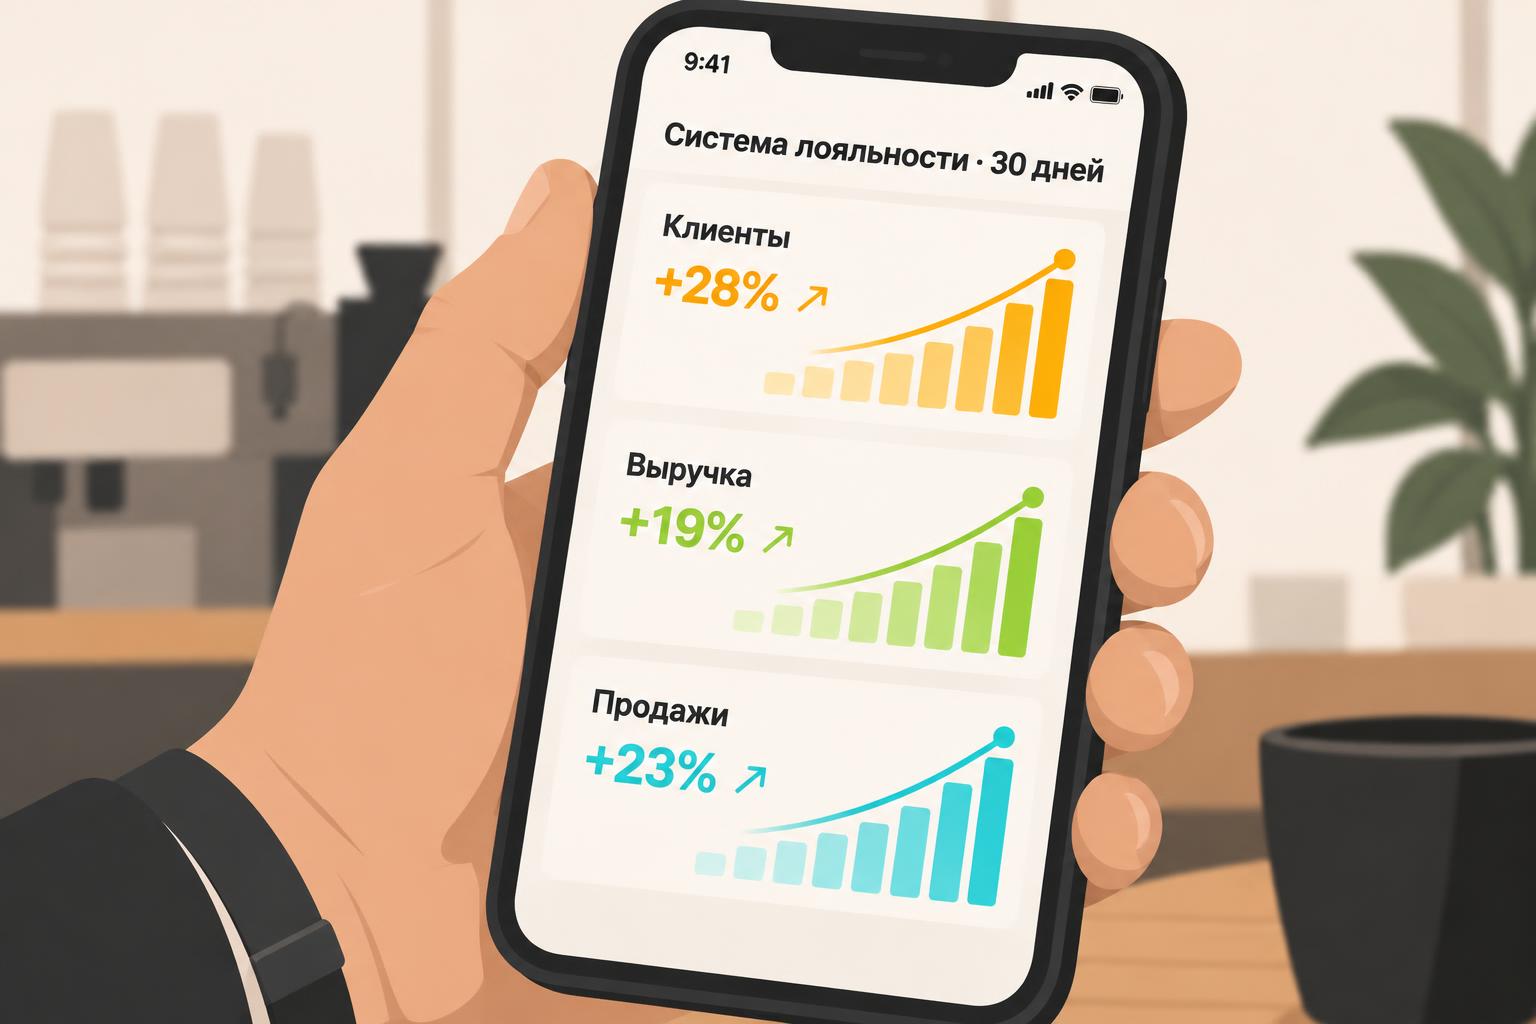 9:41
Система лояльности · 30 дней
Клиенты
+28% ↗
Выручка
+19% ↗
Продажи
+23% ↗